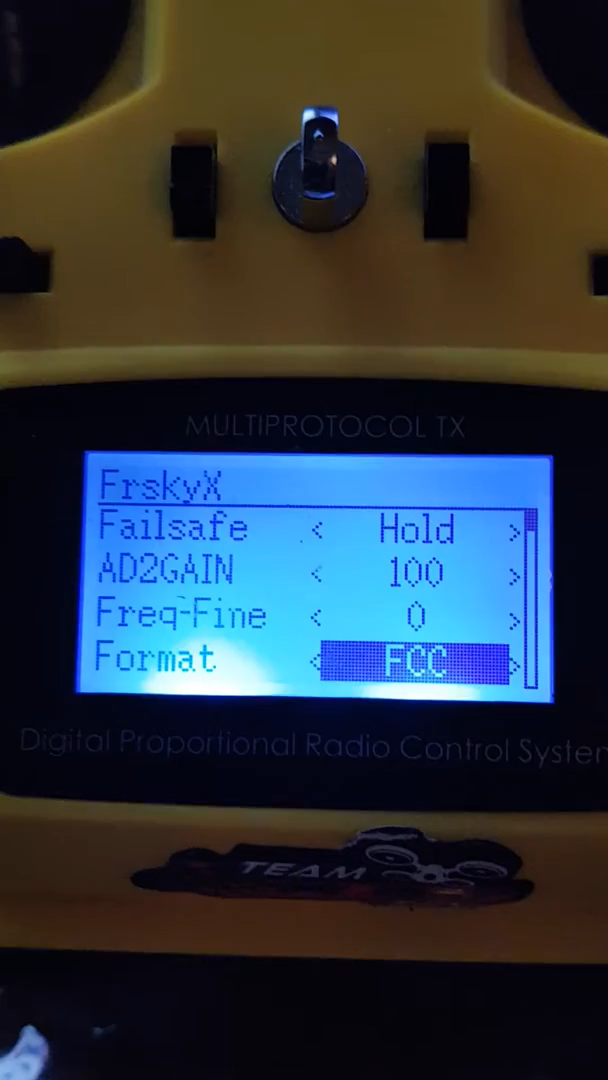 MULTIPROTOCOL TX
FrskyX
Failsafe < Hold >
AD2GAIN < 100 >
Freq-Fine < 0 >
Format < FCC >
Digital Proportional Radio Control System
TEAM